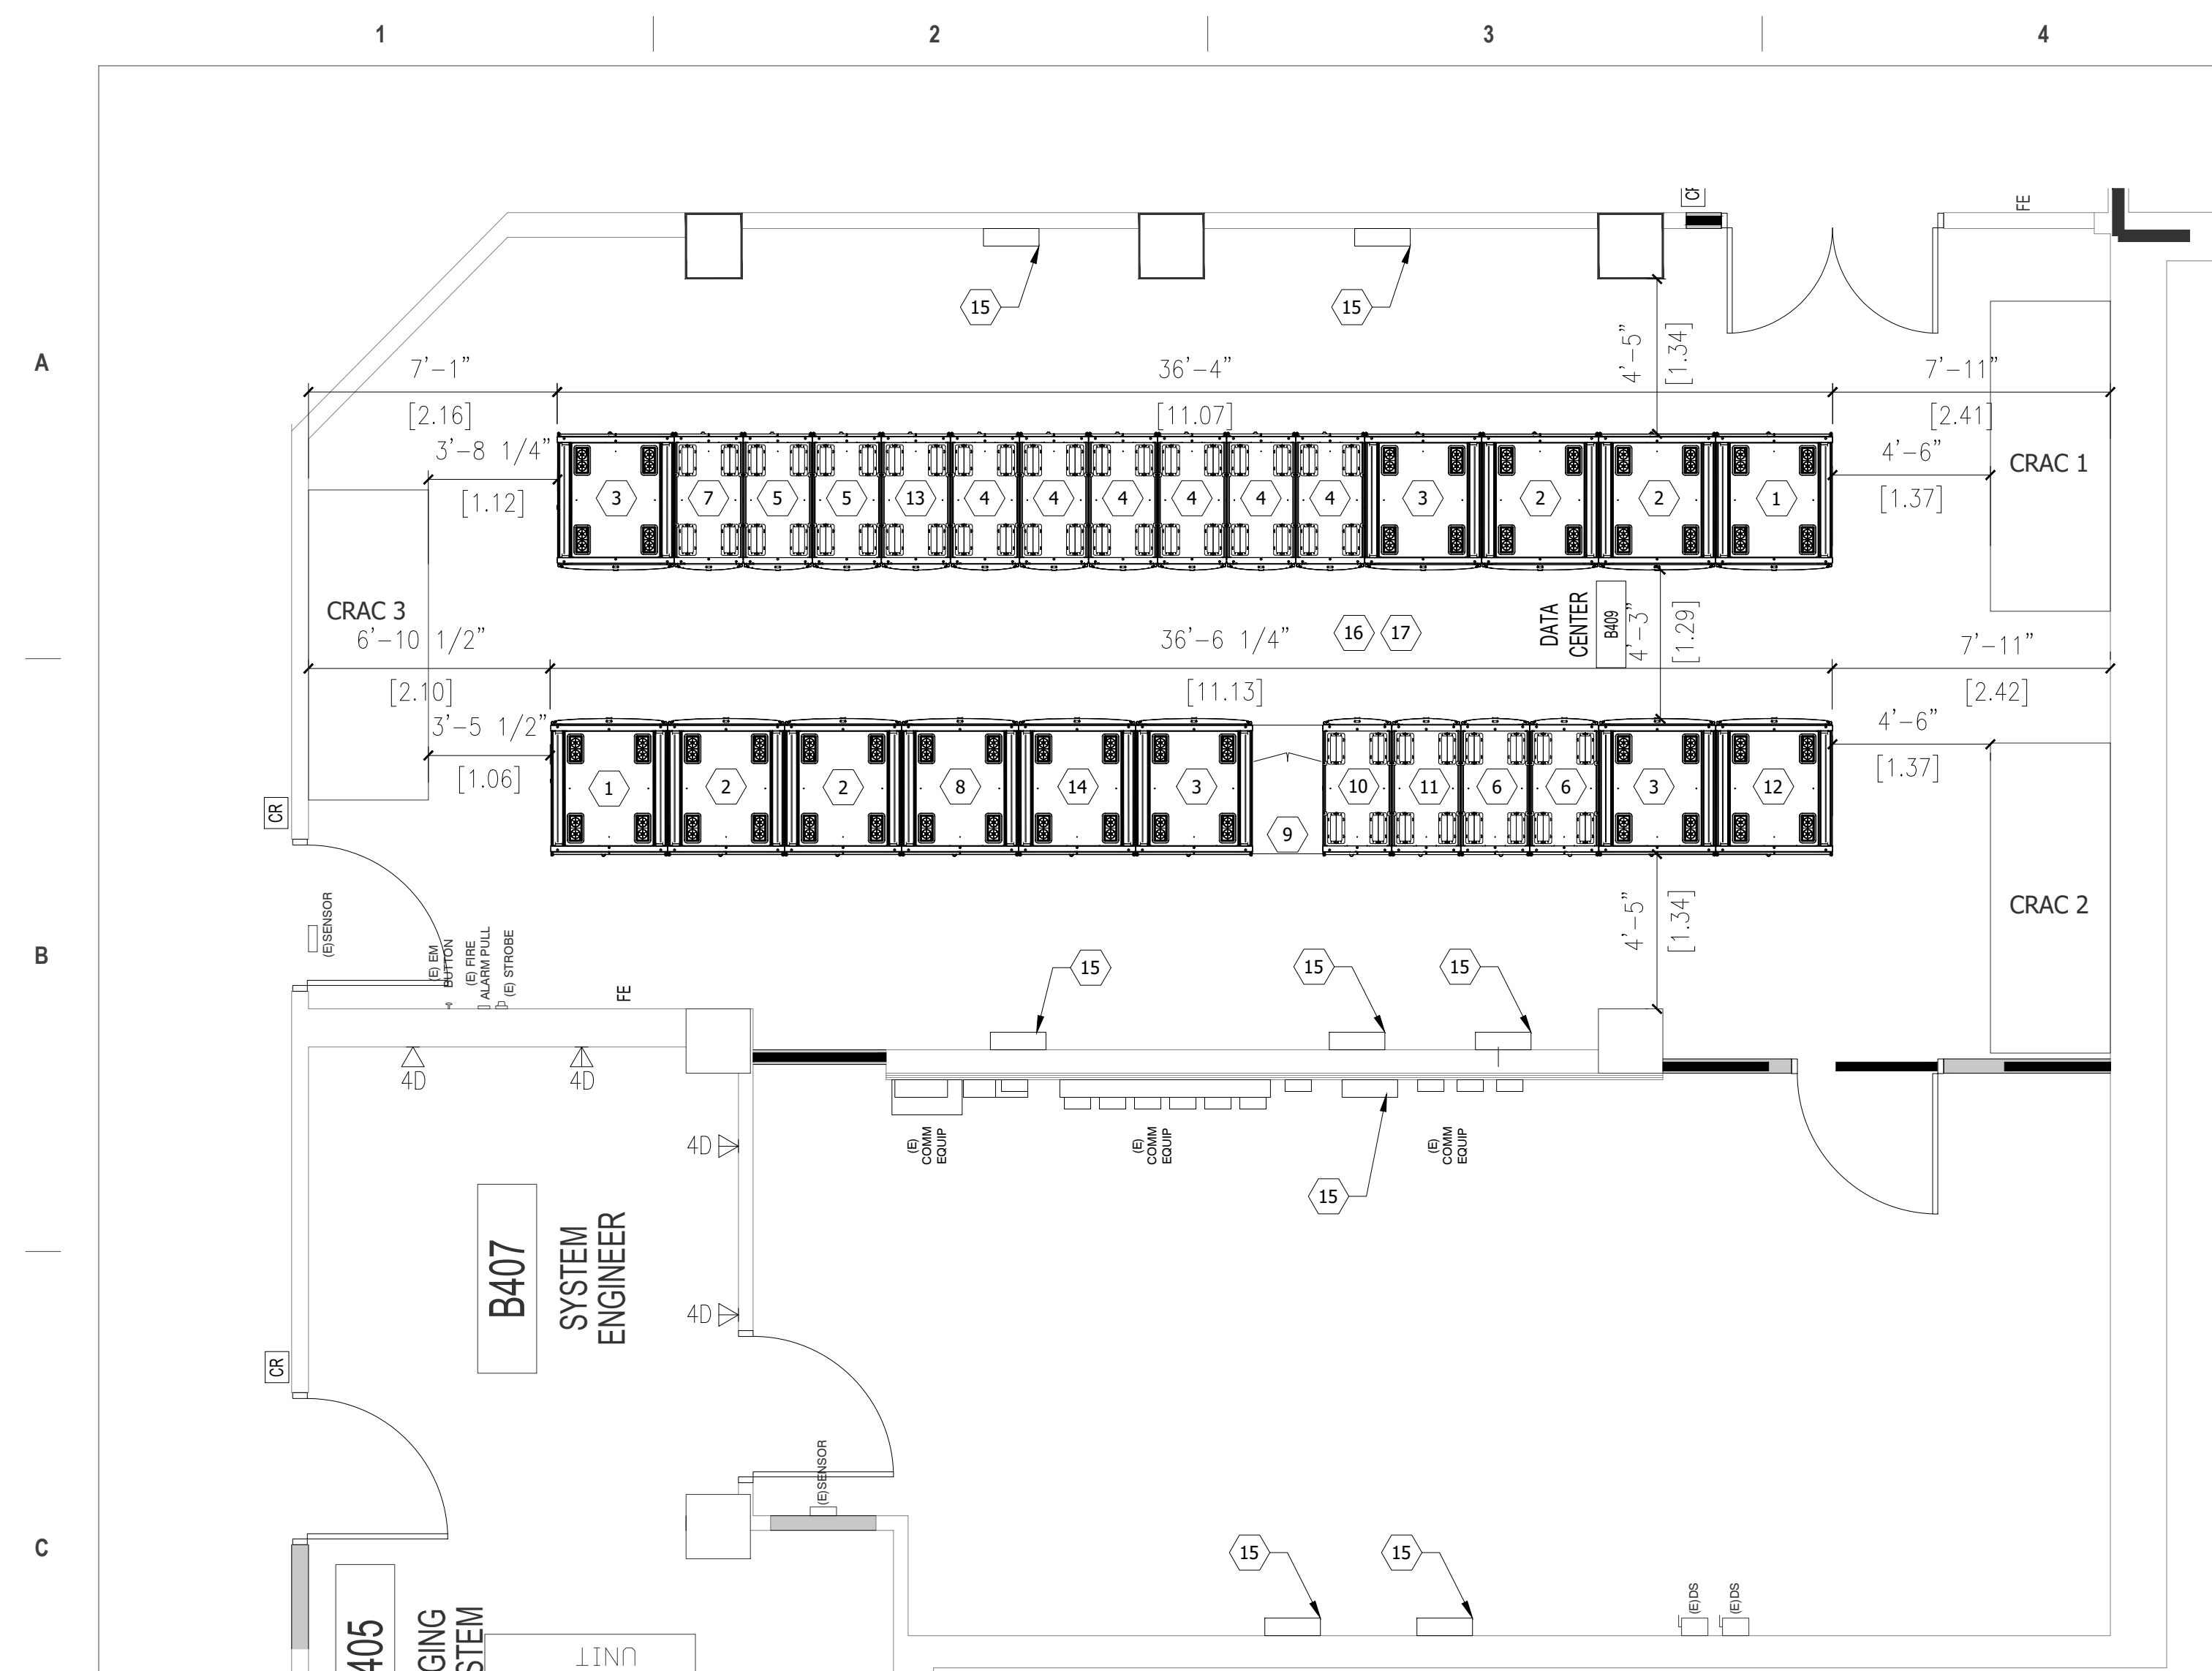 1 2 3 4
A
B
C
CR
FE
15 15
7'-1" 36'-4" 7'-11"
[2.16] [11.07] [2.41]
4'-5"
[1.34]
3'-8 1/4" 4'-6"
[1.12] [1.37]
CRAC 1
3 7 5 5 13 4 4 4 4 4 4 3 2 2 1
CRAC 3
DATA
CENTER
B409
4'-3"
[1.29]
16 17
6'-10 1/2" 36'-6 1/4" 7'-11"
[2.10] [11.13] [2.42]
3'-5 1/2" 4'-6"
[1.06] [1.37]
1 2 2 8 14 3 10 11 6 6 3 12
9
CR
CRAC 2
4'-5"
[1.34]
(E)SENSOR
(E) EM
BUTTON
(E) FIRE
ALARM PULL
(E) STROBE
FE
15 15 15
4D 4D
4D
(E)
COMM
EQUIP
(E)
COMM
EQUIP
(E)
COMM
EQUIP
15
B407
SYSTEM
ENGINEER
4D
CR
(E)SENSOR
15 15
(E)DS
(E)DS
405
GING
STEM
UNIT